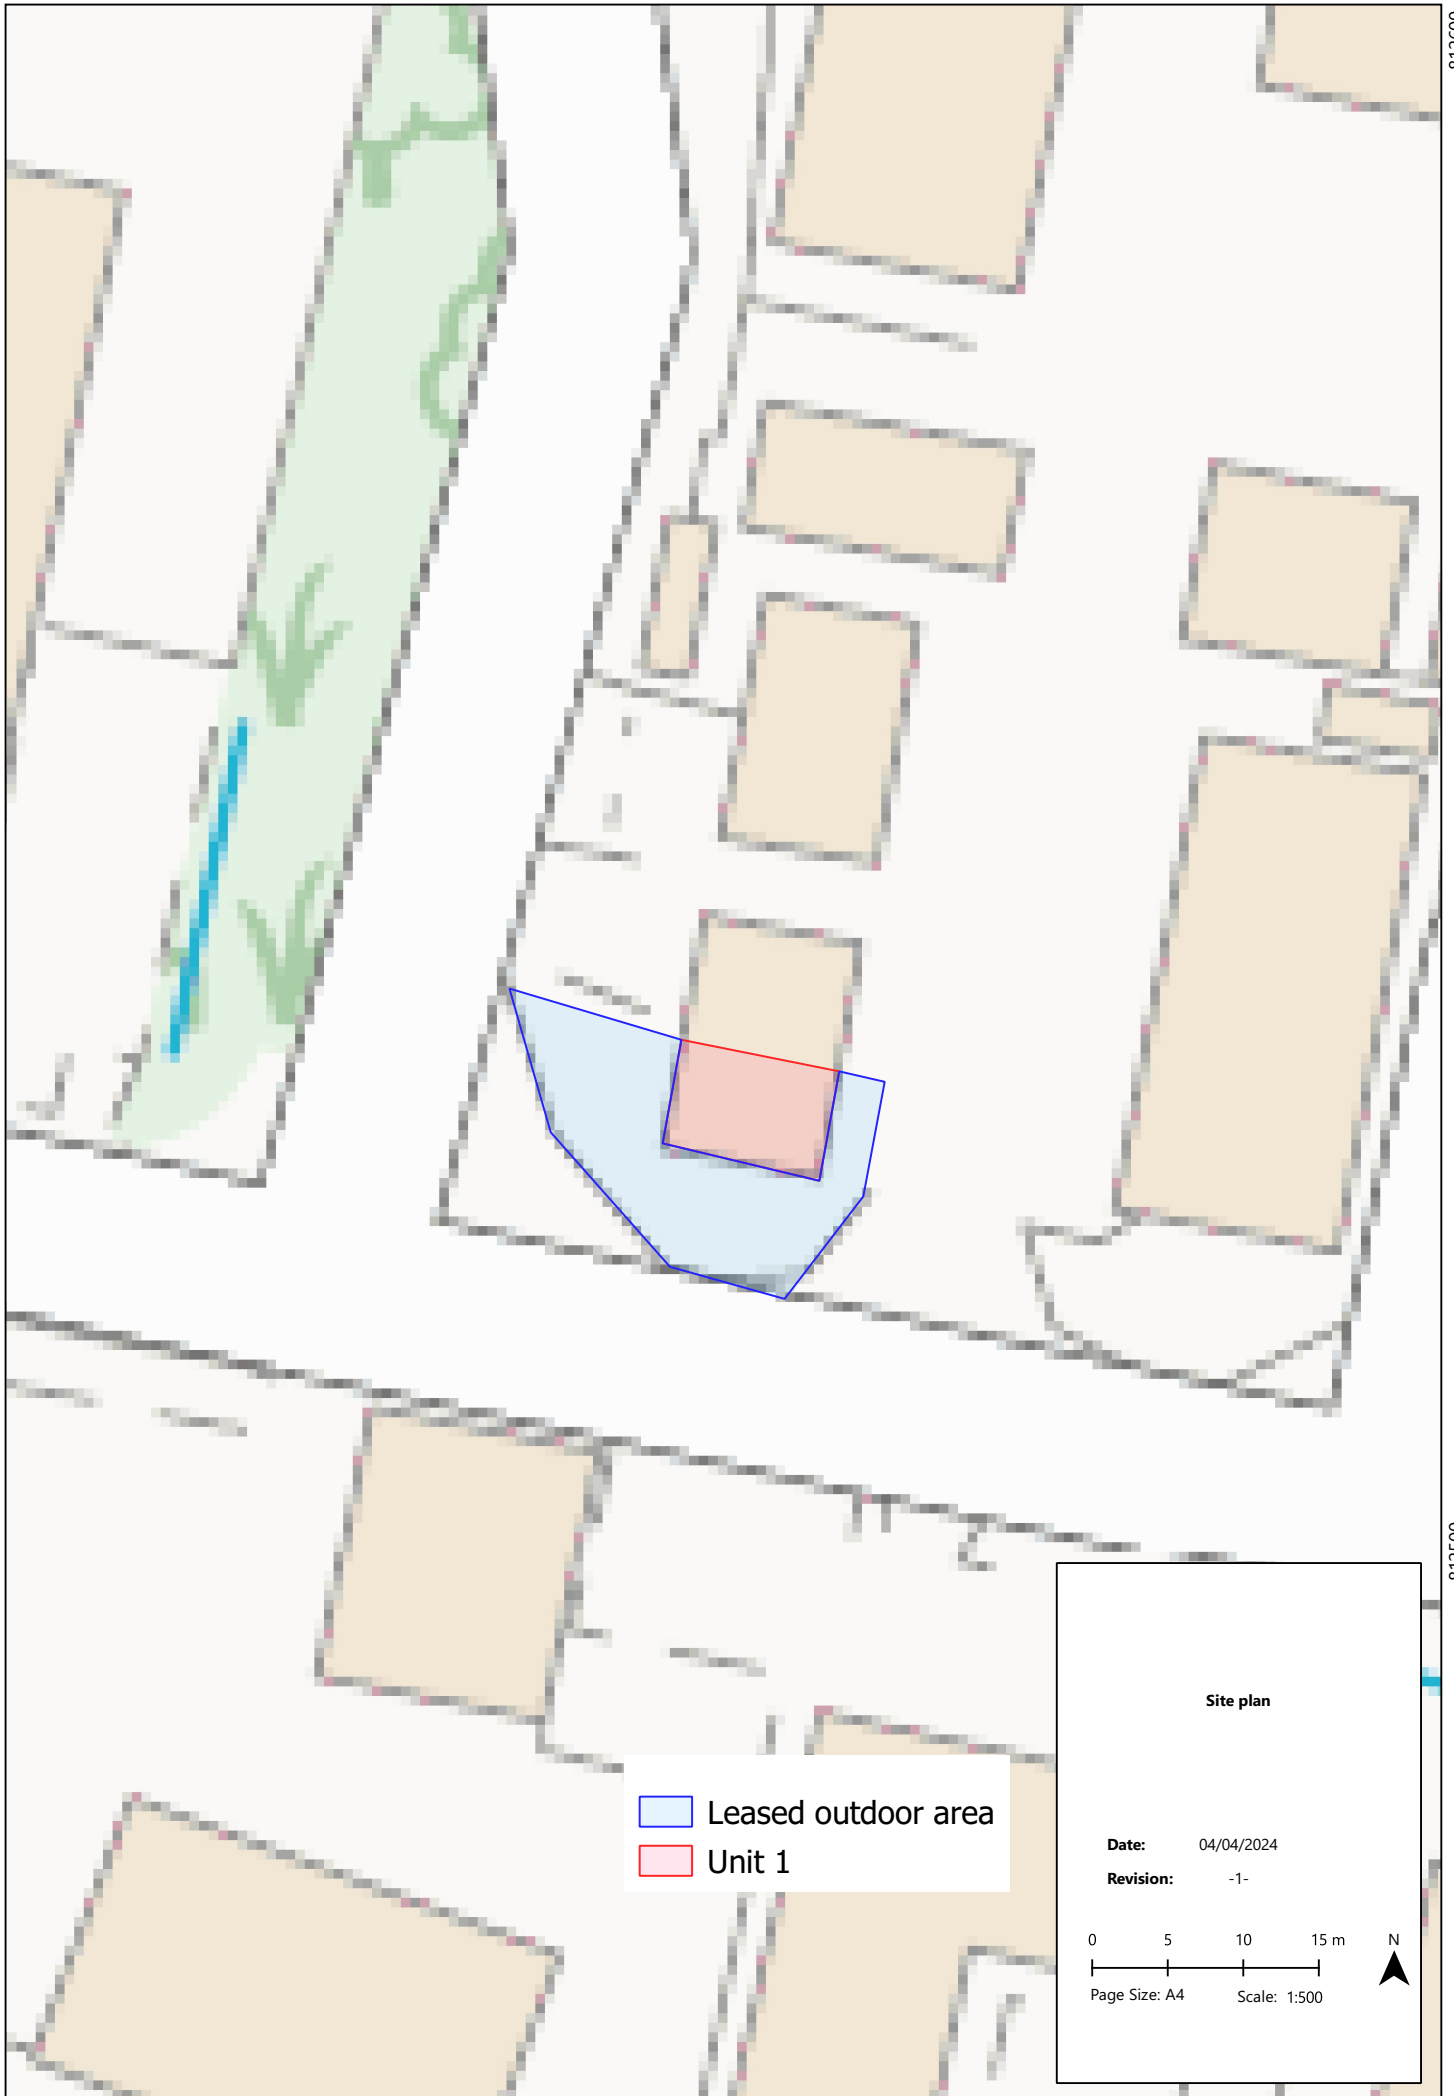 Leased outdoor area
Unit 1
Site plan
Date: 04/04/2024
Revision: -1-
0 5 10 15 m N
Page Size: A4 Scale: 1:500